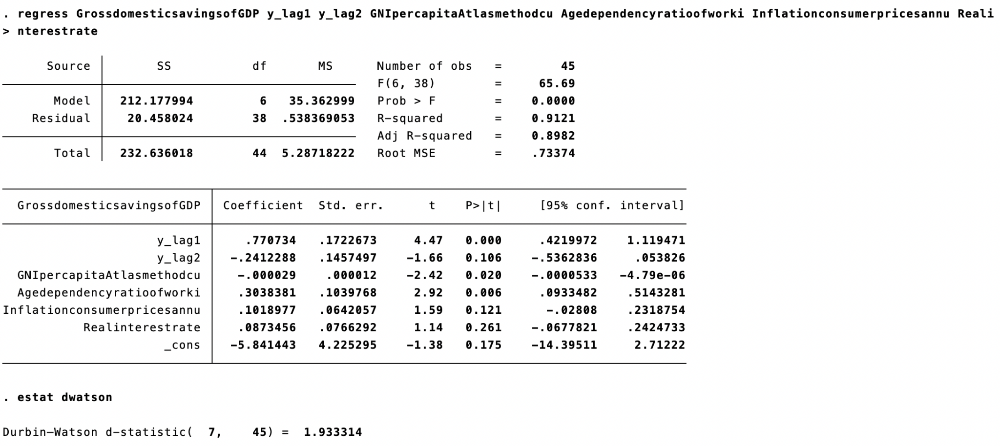 . regress GrossdomesticsavingsofGDP y_lag1 y_lag2 GNIpercapitaAtlasmethodcu Agedependencyratioofworki Inflationconsumerpricesannu Reali
> nterestrate
Source SS df MS Number of obs = 45
F(6, 38) = 65.69
Model 212.177994 6 35.362999 Prob > F = 0.0000
Residual 20.458024 38 .538369053 R-squared = 0.9121
Adj R-squared = 0.8982
Total 232.636018 44 5.28718222 Root MSE = .73374
GrossdomesticsavingsofGDP Coefficient Std. err. t P>|t| [95% conf. interval]
y_lag1 .770734 .1722673 4.47 0.000 .4219972 1.119471
y_lag2 -.2412288 .1457497 -1.66 0.106 -.5362836 .053826
GNIpercapitaAtlasmethodcu -.000029 .000012 -2.42 0.020 -.0000533 -4.79e-06
Agedependencyratioofworki .3038381 .1039768 2.92 0.006 .0933482 .5143281
Inflationconsumerpricesannu .1018977 .0642057 1.59 0.121 -.02808 .2318754
Realinterestrate .0873456 .0766292 1.14 0.261 -.0677821 .2424733
_cons -5.841443 4.225295 -1.38 0.175 -14.39511 2.71222
. estat dwatson
Durbin-Watson d-statistic( 7, 45) = 1.933314